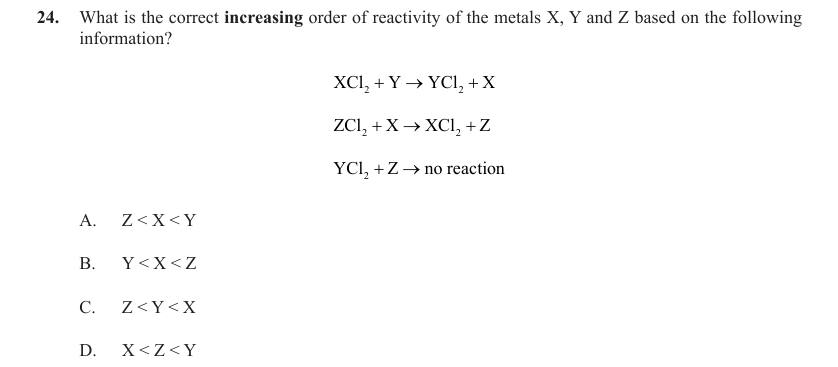 24. What is the correct increasing order of reactivity of the metals X, Y and Z based on the following
information?
XCl₂ + Y → YCl₂ + X
ZCl₂ + X → XCl₂ + Z
YCl₂ + Z → no reaction
A. Z < X < Y
B. Y < X < Z
C. Z < Y < X
D. X < Z < Y